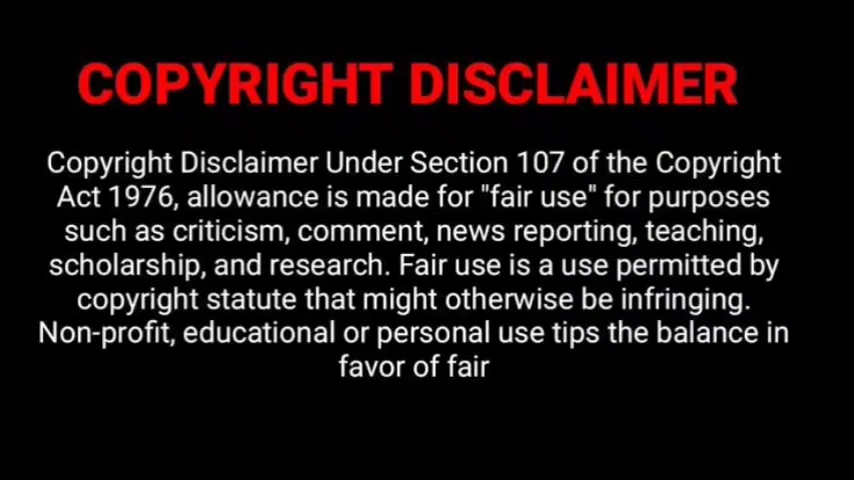 COPYRIGHT DISCLAIMER
Copyright Disclaimer Under Section 107 of the Copyright
Act 1976, allowance is made for "fair use" for purposes
such as criticism, comment, news reporting, teaching,
scholarship, and research. Fair use is a use permitted by
copyright statute that might otherwise be infringing.
Non-profit, educational or personal use tips the balance in
favor of fair